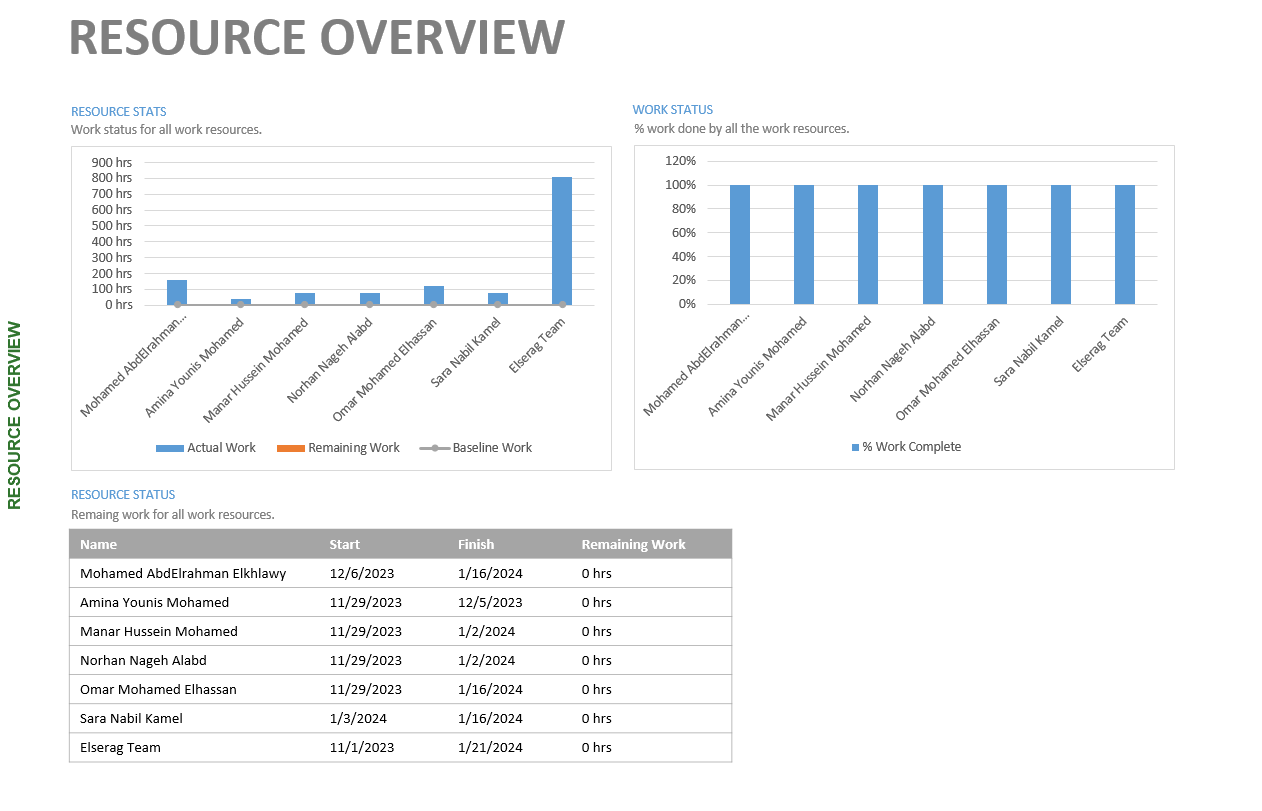 RESOURCE OVERVIEW
RESOURCE OVERVIEW
RESOURCE STATS
Work status for all work resources.
900 hrs
800 hrs
700 hrs
600 hrs
500 hrs
400 hrs
300 hrs
200 hrs
100 hrs
0 hrs
Mohamed AbdElrahman...
Amina Younis Mohamed
Manar Hussein Mohamed
Norhan Nageh Alabd
Omar Mohamed Elhassan
Sara Nabil Kamel
Elserag Team
Actual Work Remaining Work Baseline Work
WORK STATUS
% work done by all the work resources.
120%
100%
80%
60%
40%
20%
0%
Mohamed AbdElrahman...
Amina Younis Mohamed
Manar Hussein Mohamed
Norhan Nageh Alabd
Omar Mohamed Elhassan
Sara Nabil Kamel
Elserag Team
% Work Complete
RESOURCE STATUS
Remaing work for all work resources.
Name Start Finish Remaining Work
Mohamed AbdElrahman Elkhlawy 12/6/2023 1/16/2024 0 hrs
Amina Younis Mohamed 11/29/2023 12/5/2023 0 hrs
Manar Hussein Mohamed 11/29/2023 1/2/2024 0 hrs
Norhan Nageh Alabd 11/29/2023 1/2/2024 0 hrs
Omar Mohamed Elhassan 11/29/2023 1/16/2024 0 hrs
Sara Nabil Kamel 1/3/2024 1/16/2024 0 hrs
Elserag Team 11/1/2023 1/21/2024 0 hrs